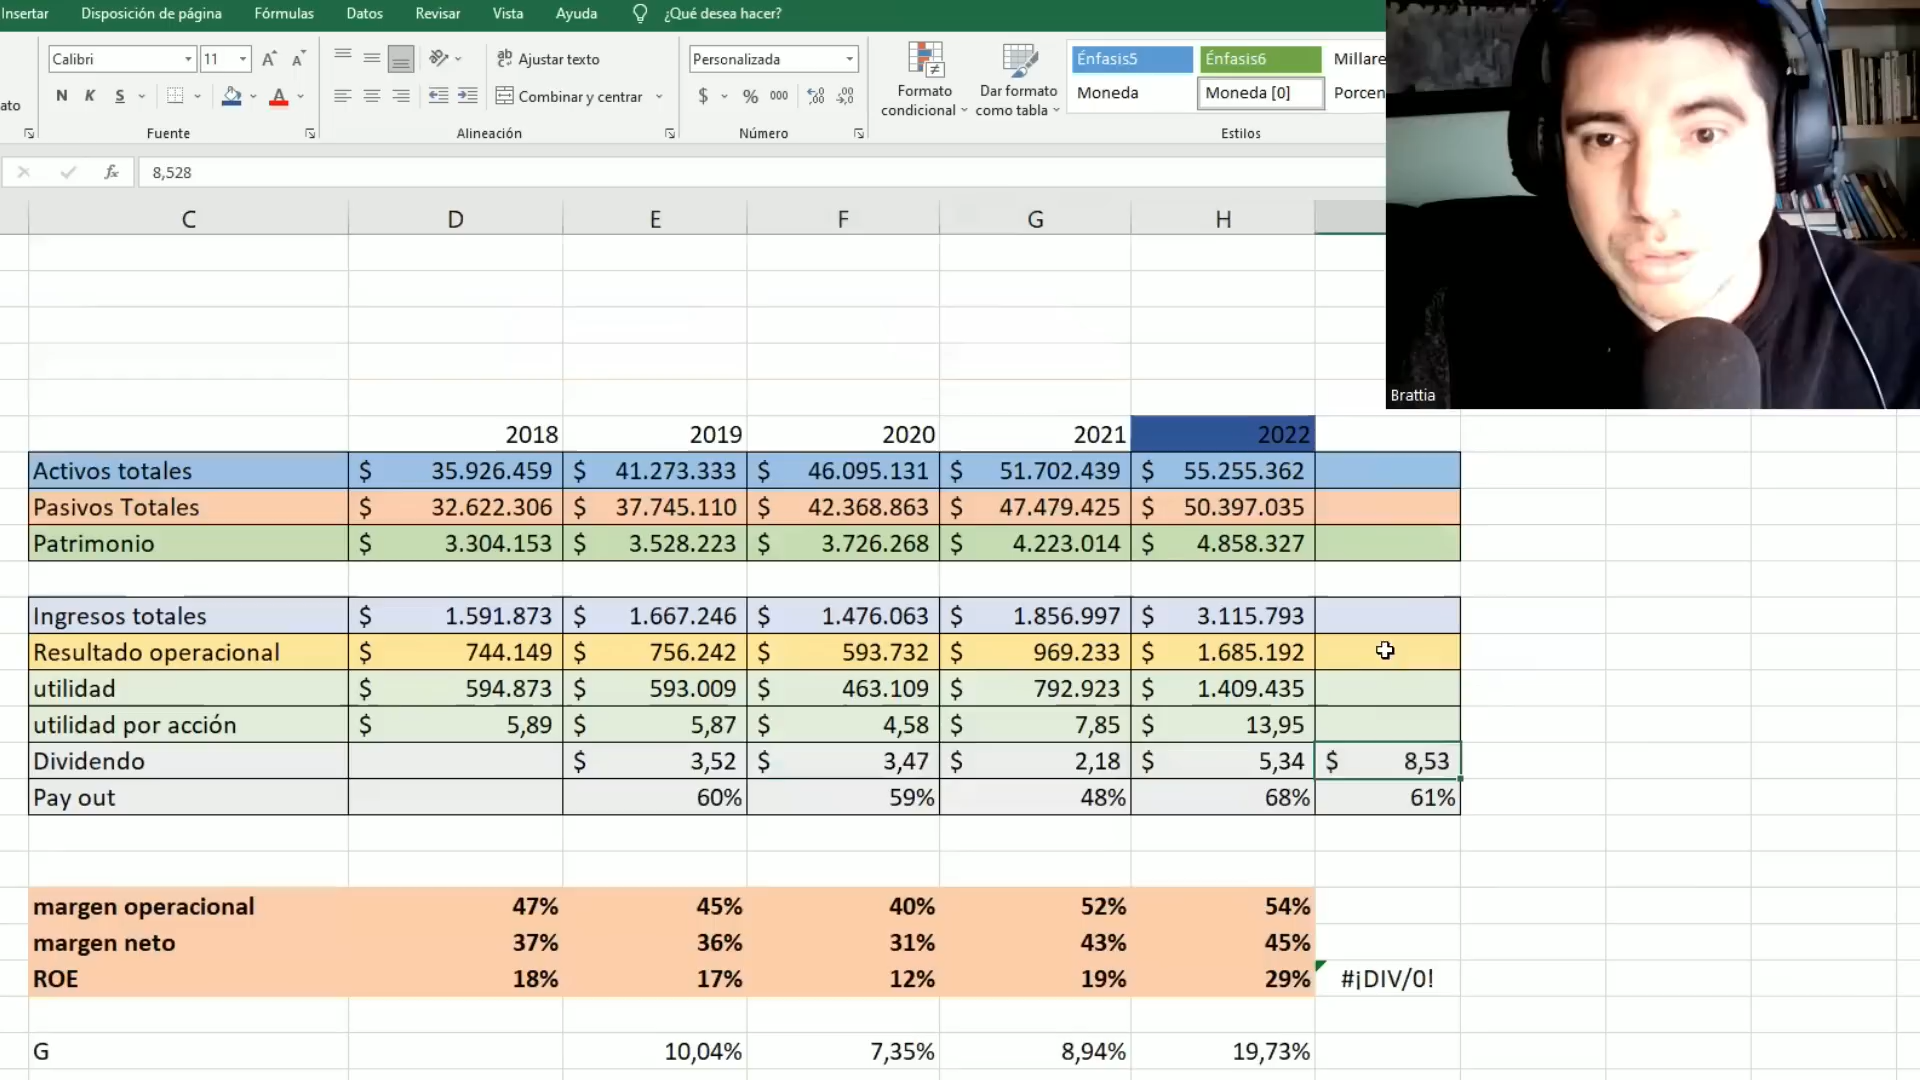 Insertar Disposición de página Fórmulas Datos Revisar Vista Ayuda ¿Qué desea hacer?
Calibri 11 A A ab Ajustar texto Personalizada Énfasis5 Énfasis6 Millare
ato N K S A Combinar y centrar $ % 000 Formato condicional Dar formato como tabla Moneda Moneda [0] Porcen
Fuente Alineación Número Estilos
fx 8,528
Brattia
C D E F G H
2018 2019 2020 2021 2022
Activos totales $ 35.926.459 $ 41.273.333 $ 46.095.131 $ 51.702.439 $ 55.255.362
Pasivos Totales $ 32.622.306 $ 37.745.110 $ 42.368.863 $ 47.479.425 $ 50.397.035
Patrimonio $ 3.304.153 $ 3.528.223 $ 3.726.268 $ 4.223.014 $ 4.858.327
Ingresos totales $ 1.591.873 $ 1.667.246 $ 1.476.063 $ 1.856.997 $ 3.115.793
Resultado operacional $ 744.149 $ 756.242 $ 593.732 $ 969.233 $ 1.685.192
utilidad $ 594.873 $ 593.009 $ 463.109 $ 792.923 $ 1.409.435
utilidad por acción $ 5,89 $ 5,87 $ 4,58 $ 7,85 $ 13,95
Dividendo $ 3,52 $ 3,47 $ 2,18 $ 5,34 $ 8,53
Pay out 60% 59% 48% 68% 61%
margen operacional 47% 45% 40% 52% 54%
margen neto 37% 36% 31% 43% 45%
ROE 18% 17% 12% 19% 29% #¡DIV/0!
G 10,04% 7,35% 8,94% 19,73%